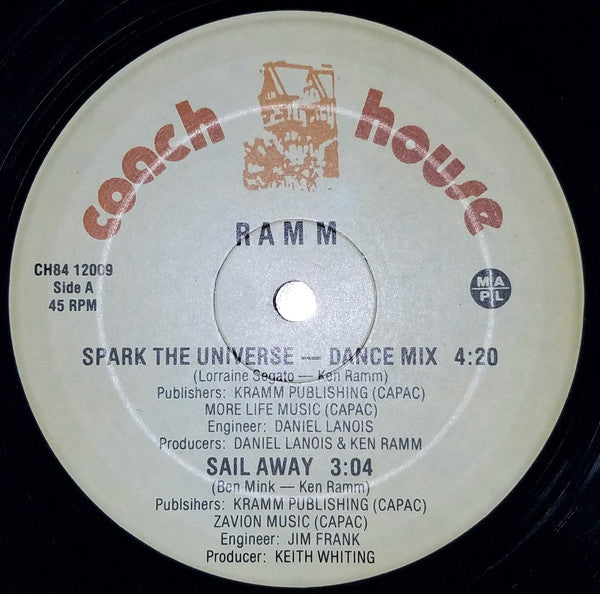 coach house
RAMM
CH84 12009
Side A
45 RPM
M A
P L
SPARK THE UNIVERSE — DANCE MIX 4:20
(Lorraine Segato — Ken Ramm)
Publishers: KRAMM PUBLISHING (CAPAC)
MORE LIFE MUSIC (CAPAC)
Engineer: DANIEL LANOIS
Producers: DANIEL LANOIS & KEN RAMM
SAIL AWAY 3:04
(Ben Mink — Ken Ramm)
Publsihers: KRAMM PUBLISHING (CAPAC)
ZAVION MUSIC (CAPAC)
Engineer: JIM FRANK
Producer: KEITH WHITING